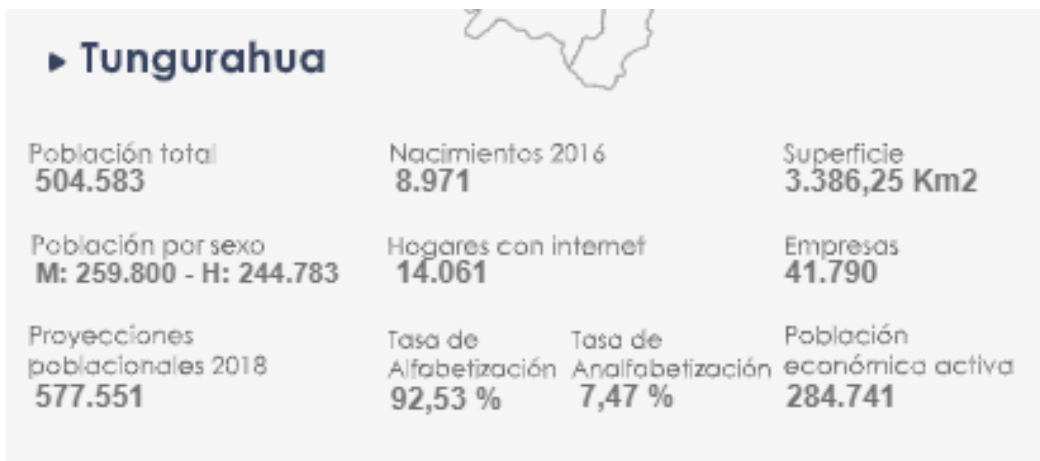 Tungurahua
Población total
504.583
Nacimientos 2016
8.971
Superficie
3.386,25 Km2
Población por sexo
M: 259.800 - H: 244.783
Hogares con internet
14.061
Empresas
41.790
Proyecciones
poblacionales 2018
577.551
Tasa de
Alfabetización
92,53 %
Tasa de
Analfabetización
7,47 %
Población
económica activa
284.741